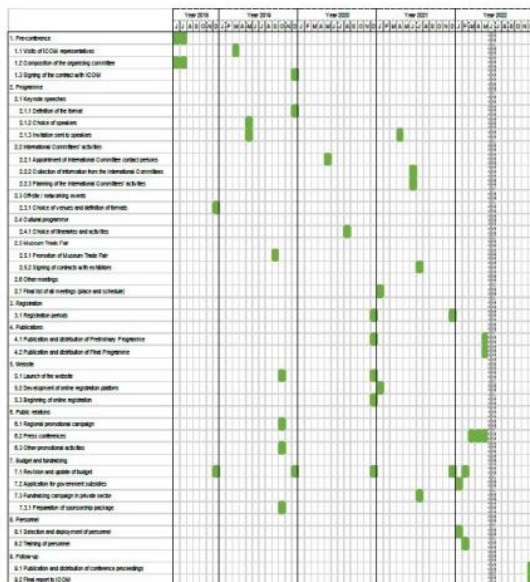 Year 2018 Year 2019 Year 2020 Year 2021 Year 2022
J J A S O N D J F M A M J J A S O N D J F M A M J J A S O N D J F M A M J J A S O N D J F M A M J J A S O N D
1. Pre-conference
1.1 Visits of ICOM representatives
1.2 Composition of the organising committee
1.3 Signing of the contract with ICOM
2. Programme
2.1 Keynote speeches
2.1.1 Definition of the format
2.1.2 Choice of speakers
2.1.3 Invitation sent to speakers
2.2 International Committees' activities
2.2.1 Appointment of International Committee contact persons
2.2.2 Collection of information from the International Committees
2.2.3 Planning of the International Committees' activities
2.3 Off-site / networking events
2.3.1 Choice of venues and definition of formats
2.4 Cultural programme
2.4.1 Choice of itineraries and activities
2.5 Museum Trade Fair
2.5.1 Promotion of Museum Trade Fair
2.5.2 Signing of contracts with exhibitors
2.6 Other meetings
2.7 Final list of all meetings (place and schedule)
3. Registration
3.1 Registration periods
4. Publications
4.1 Publication and distribution of Preliminary Programme
4.2 Publication and distribution of Final Programme
5. Website
5.1 Launch of the website
5.2 Development of online registration platform
5.3 Beginning of online registration
6. Public relations
6.1 Regional promotional campaign
6.2 Press conferences
6.3 Other promotional activities
7. Budget and fundraising
7.1 Revision and update of budget
7.2 Application for government subsidies
7.3 Fundraising campaign in private sector
7.3.1 Preparation of sponsorship package
8. Personnel
8.1 Selection and deployment of personnel
8.2 Training of personnel
9. Follow-up
9.1 Publication and distribution of conference proceedings
9.2 Final report to ICOM